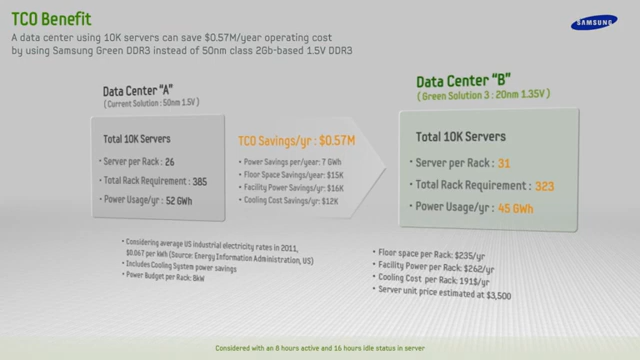 TCO Benefit
A data center using 10K servers can save $0.57M/year operating cost
by using Samsung Green DDR3 instead of 50nm class 2Gb-based 1.5V DDR3
SAMSUNG
Data Center "A"
( Current Solution : 50nm 1.5V )
Total 10K Servers
• Server per Rack : 26
• Total Rack Requirement : 385
• Power Usage/yr : 52 GWh
TCO Savings/yr : $0.57M
• Power Savings per/year: 7 GWh
• Floor Space Savings/year: $15K
• Facility Power Savings/yr: $16K
• Cooling Cost Savings/yr: $12K
Data Center "B"
( Green Solution 3 : 20nm 1.35V )
Total 10K Servers
• Server per Rack : 31
• Total Rack Requirement : 323
• Power Usage/yr : 45 GWh
• Considering average US industrial electricity rates in 2011,
$0.067 per kWh (Source: Energy Information Administration, US)
• Includes Cooling System power savings
• Power Budget per Rack: 8kW
• Floor space per Rack: $235/yr
• Facility Power per Rack: $262/yr
• Cooling Cost per Rack: 191$/yr
• Server unit price estimated at $3,500
Considered with an 8 hours active and 16 hours idle status in server